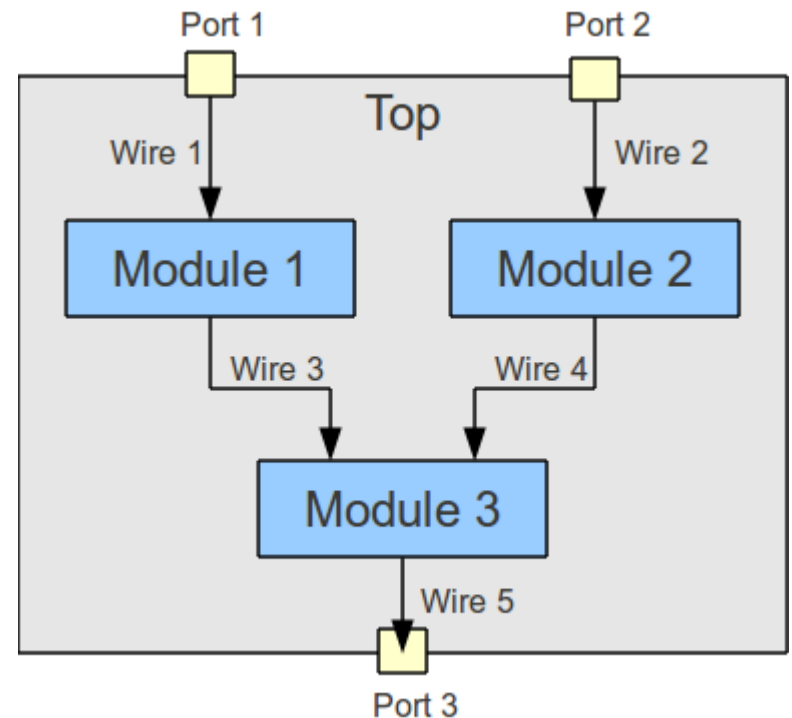 Port 1
Port 2
Top
Wire 1
Wire 2
Module 1
Module 2
Wire 3
Wire 4
Module 3
Wire 5
Port 3